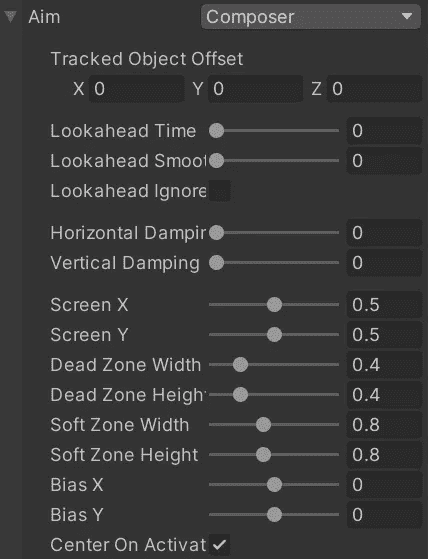 Aim Composer
Tracked Object Offset
X 0 Y 0 Z 0
Lookahead Time 0
Lookahead Smoot 0
Lookahead Ignore
Horizontal Dampir 0
Vertical Damping 0
Screen X 0.5
Screen Y 0.5
Dead Zone Width 0.4
Dead Zone Heigh 0.4
Soft Zone Width 0.8
Soft Zone Height 0.8
Bias X 0
Bias Y 0
Center On Activat